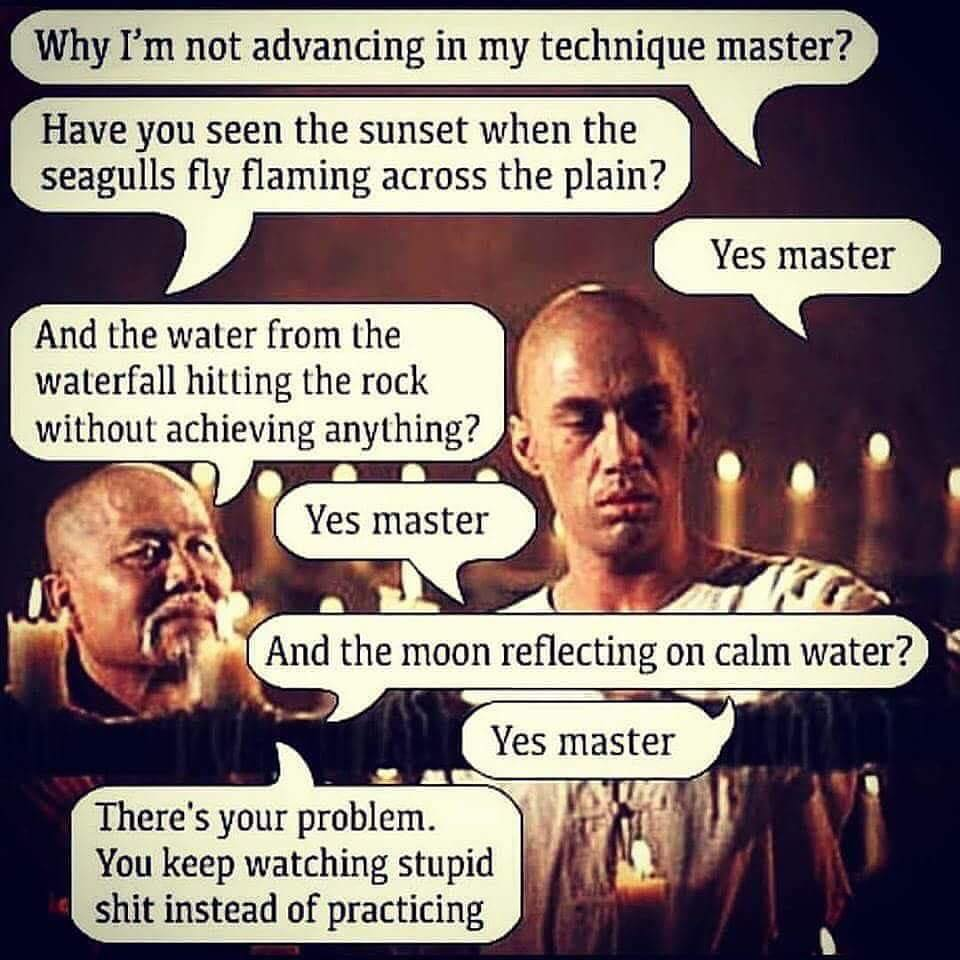 Why I'm not advancing in my technique master?
Have you seen the sunset when the
seagulls fly flaming across the plain?
Yes master
And the water from the
waterfall hitting the rock
without achieving anything?
Yes master
And the moon reflecting on calm water?
Yes master
There's your problem.
You keep watching stupid
shit instead of practicing